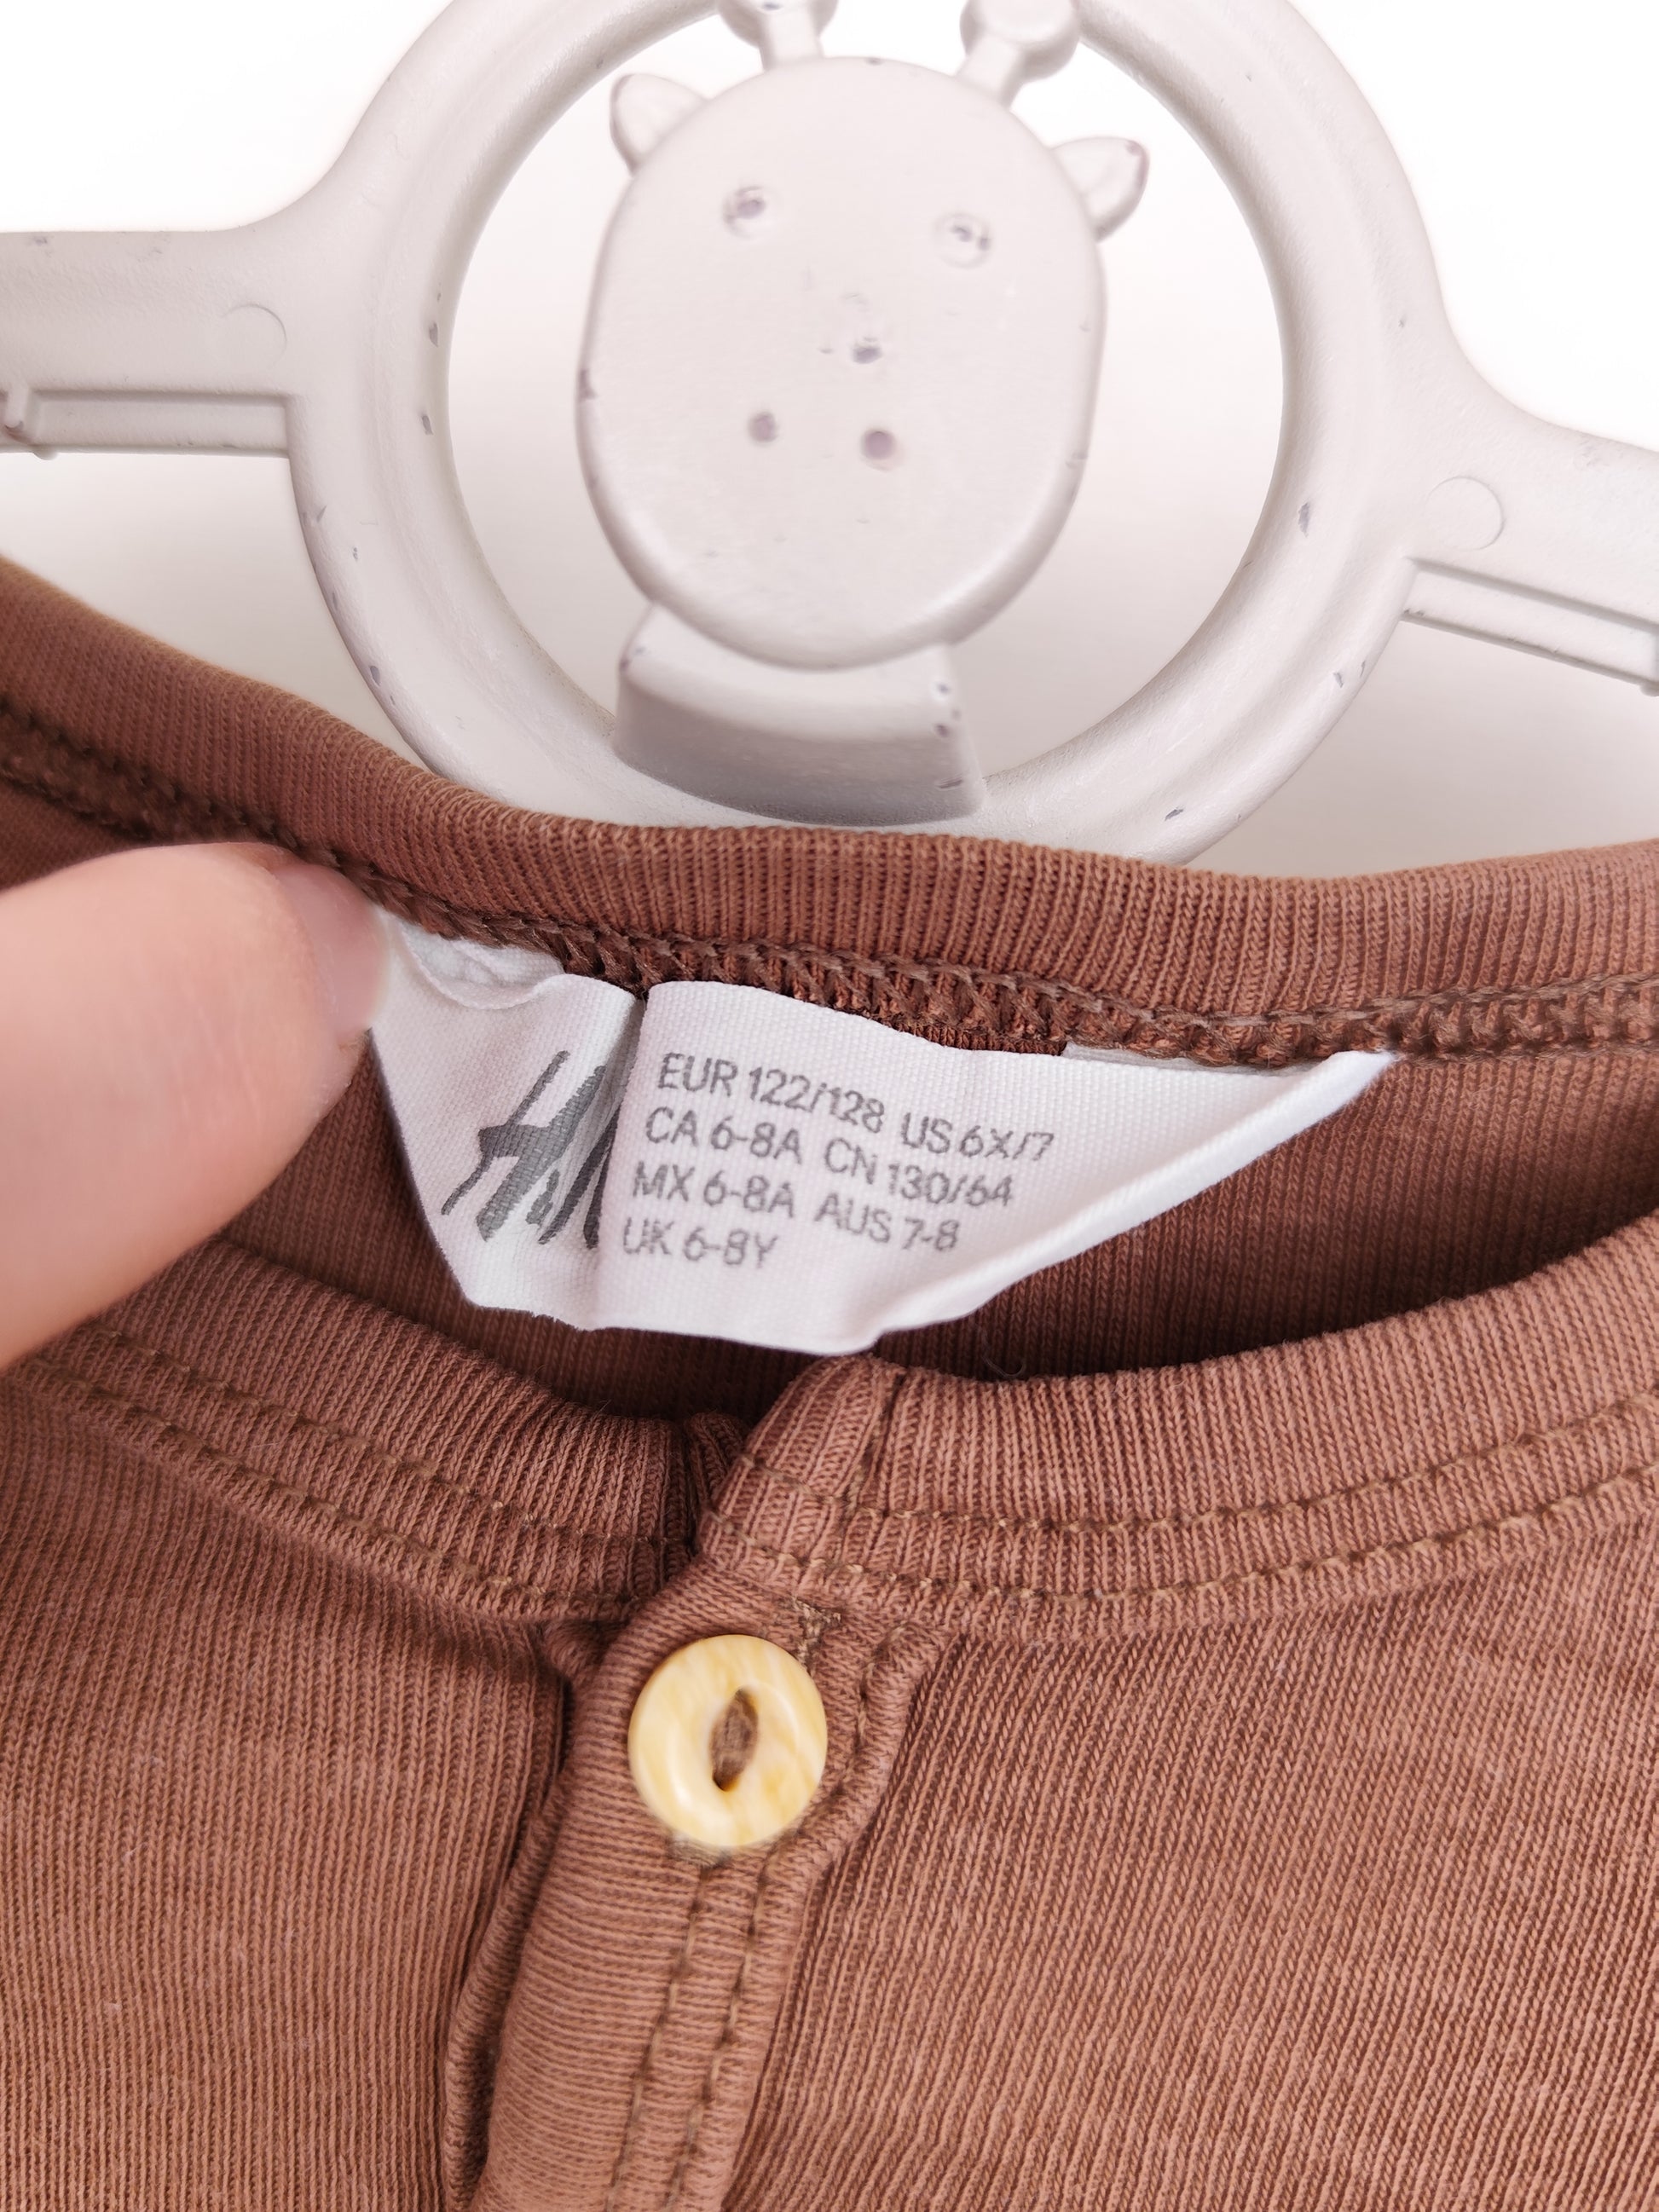 H&M
EUR 122/128 US 6X/7
CA 6-8A CN 130/64
MX 6-8A AUS 7-8
UK 6-8Y